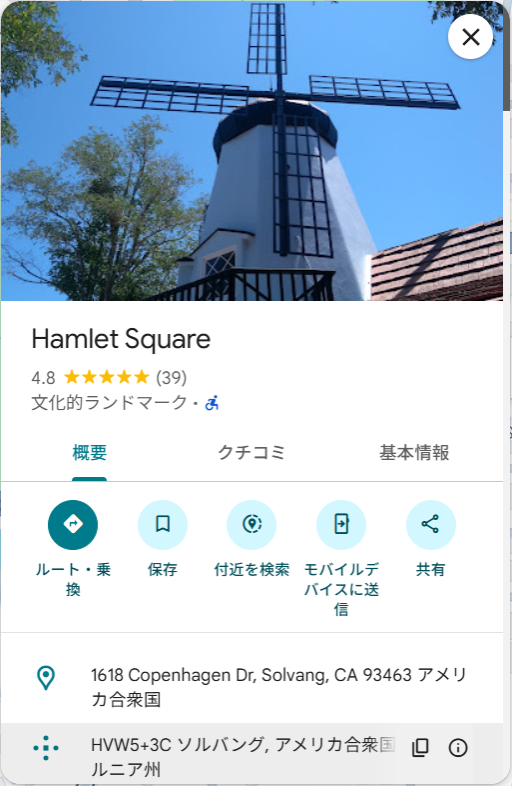 Hamlet Square
4.8 ★★★★★ (39)
文化的ランドマーク・
概要 クチコミ 基本情報
ルート・乗
換
保存
付近を検索
モバイルデ
バイスに送
信
共有
1618 Copenhagen Dr, Solvang, CA 93463 アメリ
カ合衆国
HVW5+3C ソルバング, アメリカ合衆国
ルニア州